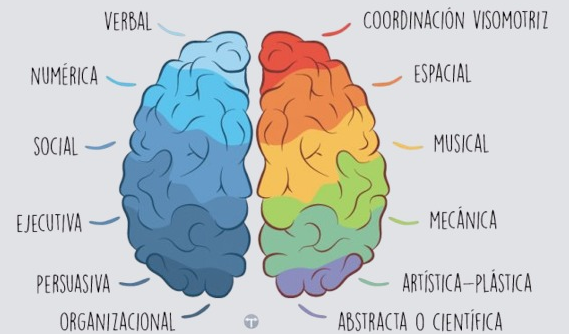 VERBAL
NUMÉRICA
SOCIAL
EJECUTIVA
PERSUASIVA
ORGANIZACIONAL
COORDINACIÓN VISOMOTRIZ
ESPACIAL
MUSICAL
MECÁNICA
ARTÍSTICA-PLÁSTICA
ABSTRACTA O CIENTÍFICA